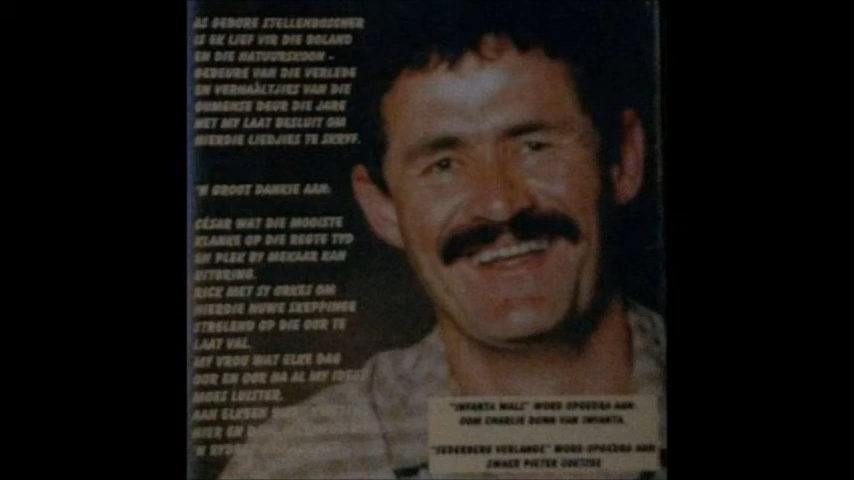 AS GEBORE STELLENBOSCHER
IS EK LIEF VIR DIE BOLAND
EN DIE NATUURSKOON -
GEBEURE VAN DIE VERLEDE
EN VERHAALTJIES VAN DIE
OUMENSE DEUR DIE JARE
HET MY LAAT BESLUIT OM
HIERDIE LIEDJIES TE SKRYF.
'N GROOT DANKIE AAN:
CÉSAR WAT DIE MOOISTE
KLANKE OP DIE REGTE TYD
EN PLEK BY MEKAAR KAN
UITBRING.
RICK MET SY ORKES OM
HIERDIE NUWE SKEPPINGE
STRELEND OP DIE OOR TE
LAAT VAL.
MY VROU WAT ELKE DAG
OOR EN OOR NA AL MY
MOES LUISTER.
AAN ELKEEN
HIER EN
'N
"INFANTA WALS" WORD OPGEDRA AAN:
OOM CHARLIE DUNN VAN INFANTA.
"SEDERBERG VERLANGE" WORD OPGEDRA AAN
SWAER PIETER COETZEE